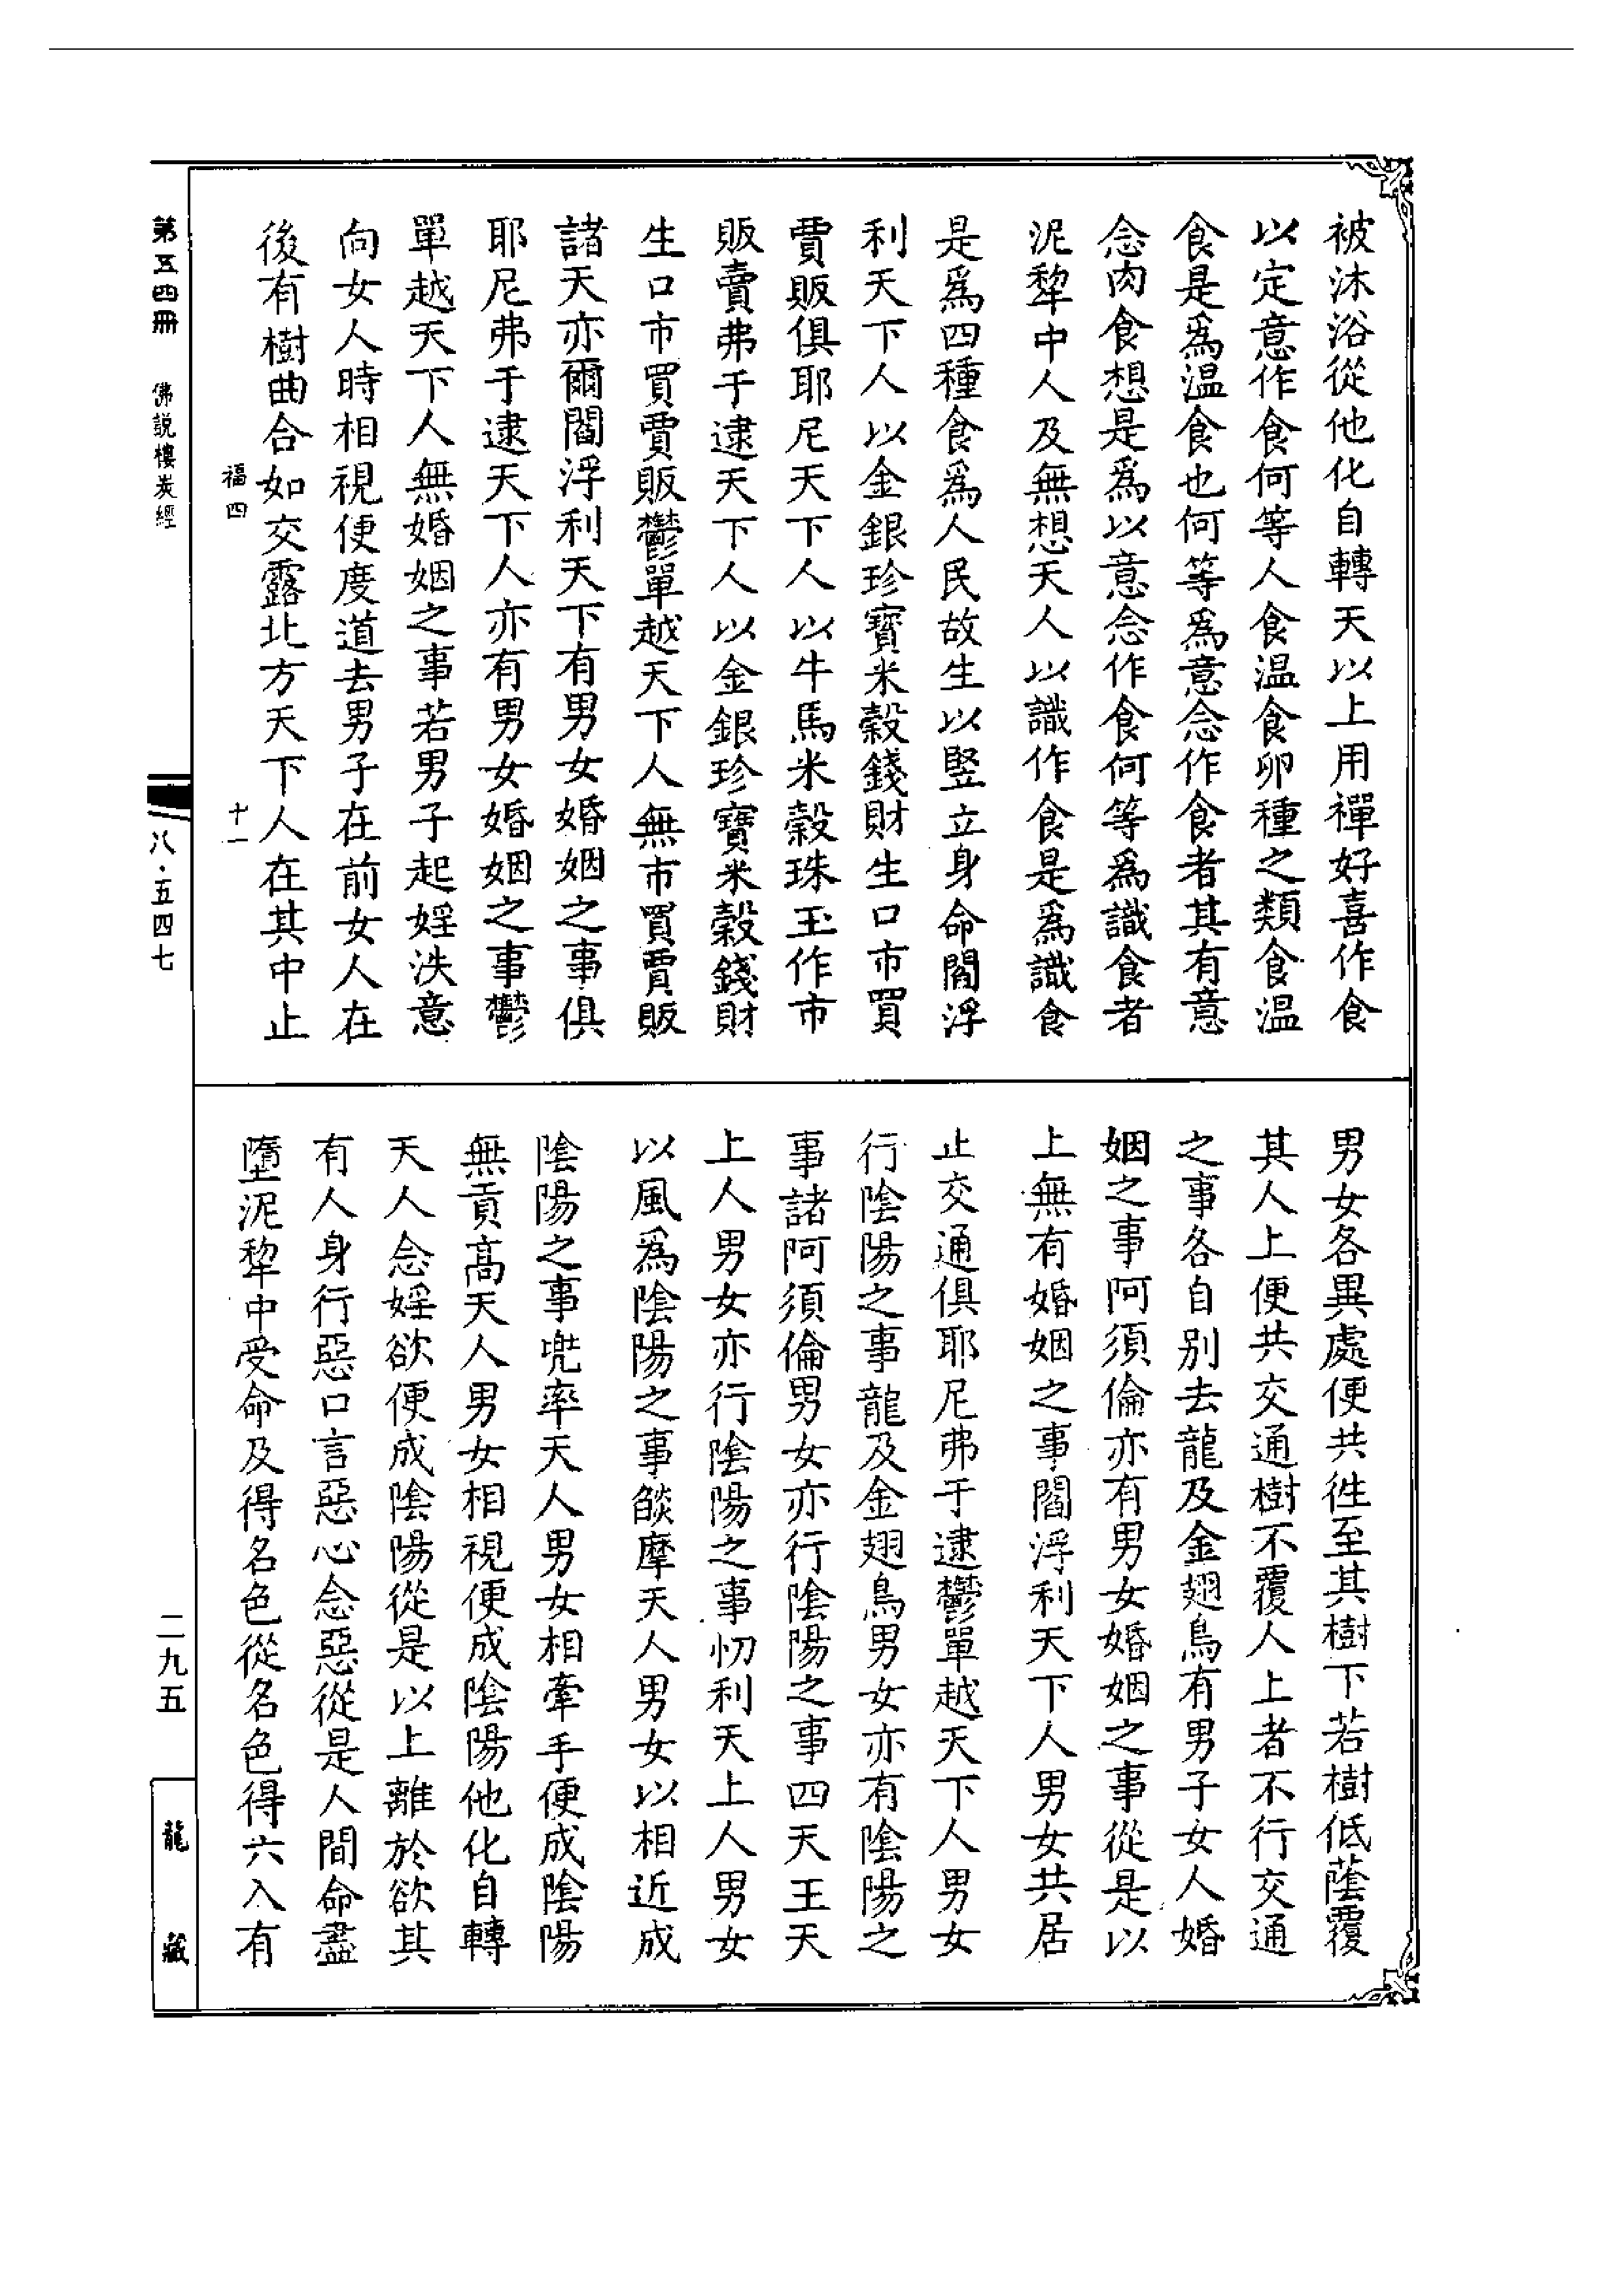 被沐浴從他化自轉天以上用禪好喜作食
以定意作食何等人食温食卵種之類食温
食是爲温食也何等爲意念作食者其有意
念肉食想是爲以意念作食何等爲識食者
泥犂中人及無想天人以識作食是爲識食
是爲四種食爲人民故生以竪立身命閻浮
利天下人以金銀珍寶米穀錢財生口市買
賈販俱耶尼天下人以牛馬米穀珠玉作市
販賣弗于逮天下人以金銀珍寶米穀錢財
生口市買賈販鬱單越天下人無市買賈販
諸天亦爾閻浮利天下有男女婚姻之事俱
耶尼弗于逮天下人亦有男女婚姻之事鬱
單越天下人無婚姻之事若男子起婬泆意
向女人時相視便度道去男子在前女人在
後有樹曲合如交露北方天下人在其中止
福四 十一
男女各異處便共徃至其樹下若樹低蔭覆
其人上便共交通樹不覆人上者不行交通
之事各自别去龍及金翅鳥有男子女人婚
姻之事阿須倫亦有男女婚姻之事從是以
上無有婚姻之事閻浮利天下人男女共居
止交通俱耶尼弗于逮鬱單越天下人男女
行陰陽之事龍及金翅鳥男女亦有陰陽之
事諸阿須倫男女亦行陰陽之事四天王天
上人男女亦行陰陽之事忉利天上人男女
以風爲陰陽之事燄摩天人男女以相近成
陰陽之事兜率天人男女相牽手便成陰陽
無貢高天人男女相視便成陰陽他化自轉
天人念婬欲便成陰陽從是以上離於欲其
有人身行惡口言惡心念惡從是人間命盡
墮泥犂中受命及得名色從名色得六入有
第五四冊 佛説樓炭經
八·五四七
二九五
龍藏